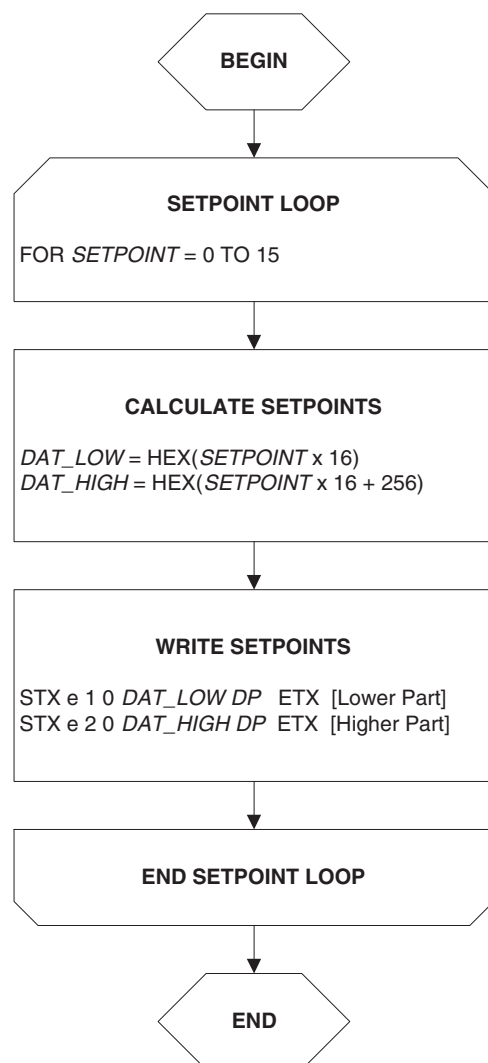 BEGIN
SETPOINT LOOP
FOR SETPOINT = 0 TO 15
CALCULATE SETPOINTS
DAT_LOW = HEX(SETPOINT x 16)
DAT_HIGH = HEX(SETPOINT x 16 + 256)
WRITE SETPOINTS
STX e 1 0 DAT_LOW DP ETX [Lower Part]
STX e 2 0 DAT_HIGH DP ETX [Higher Part]
END SETPOINT LOOP
END